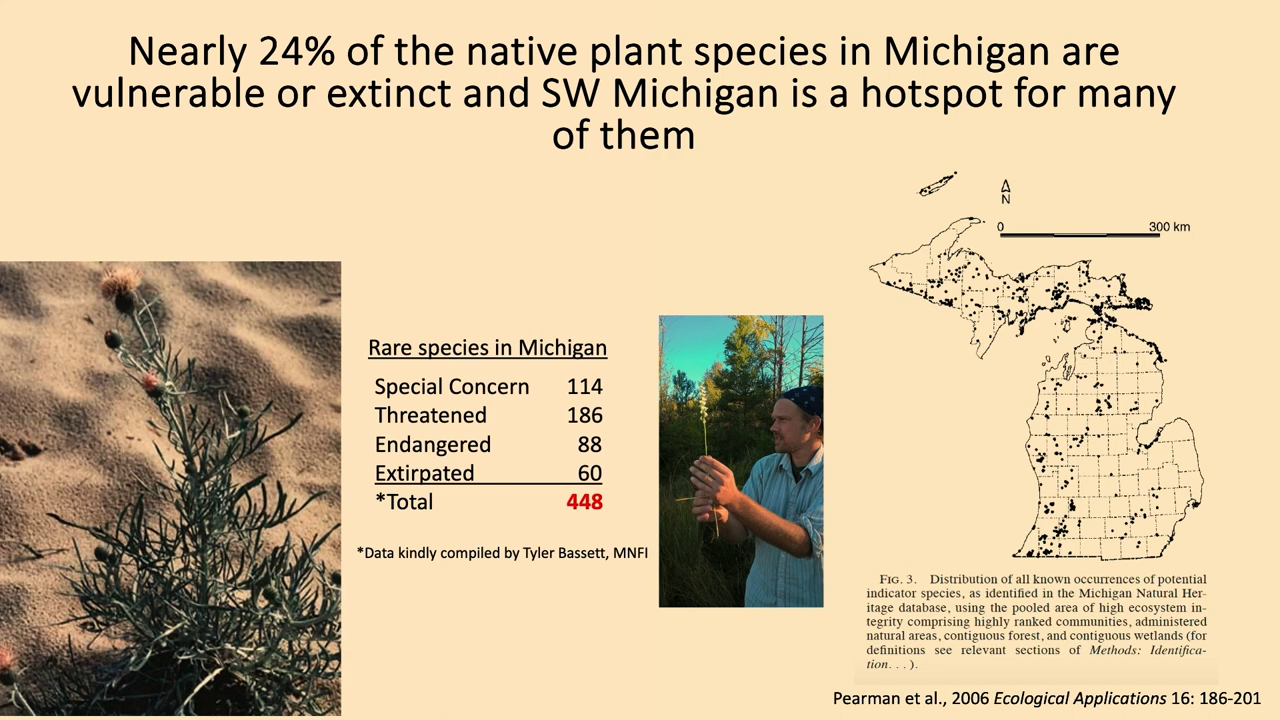 Nearly 24% of the native plant species in Michigan are
vulnerable or extinct and SW Michigan is a hotspot for many
of them
Rare species in Michigan
Special Concern 114
Threatened 186
Endangered 88
Extirpated 60
*Total 448
*Data kindly compiled by Tyler Bassett, MNFI
N
0 300 km
FIG. 3. Distribution of all known occurrences of potential
indicator species, as identified in the Michigan Natural Her-
itage database, using the pooled area of high ecosystem in-
tegrity comprising highly ranked communities, administered
natural areas, contiguous forest, and contiguous wetlands (for
definitions see relevant sections of Methods: Identifica-
tion. . . ).
Pearman et al., 2006 Ecological Applications 16: 186-201